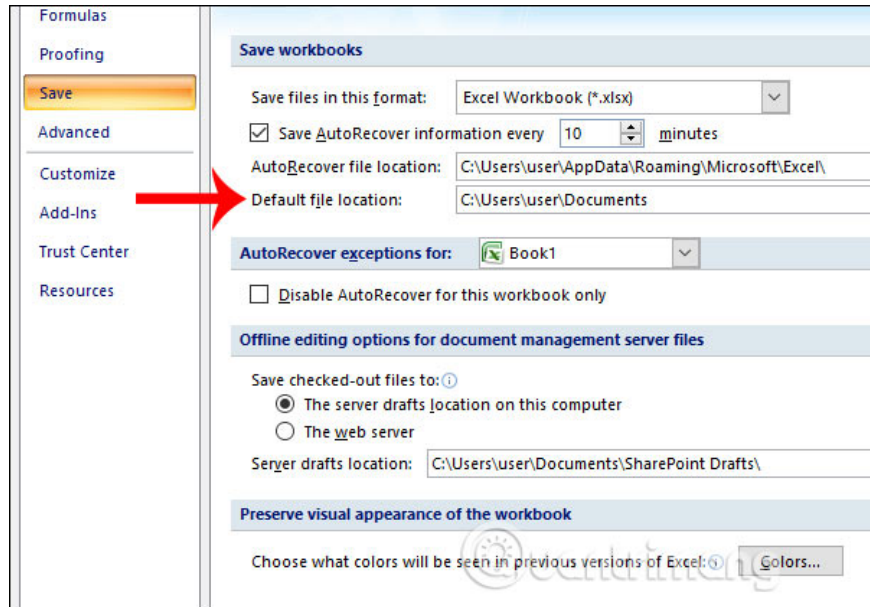 Formulas
Proofing
Save
Advanced
Customize
Add-Ins
Trust Center
Resources
Save workbooks
Save files in this format: Excel Workbook (*.xlsx)
Save AutoRecover information every 10 minutes
AutoRecover file location: C:\Users\user\AppData\Roaming\Microsoft\Excel\
Default file location: C:\Users\user\Documents
AutoRecover exceptions for: Book1
Disable AutoRecover for this workbook only
Offline editing options for document management server files
Save checked-out files to:
The server drafts location on this computer
The web server
Server drafts location: C:\Users\user\Documents\SharePoint Drafts\
Preserve visual appearance of the workbook
Choose what colors will be seen in previous versions of Excel: Colors...
uantrimang